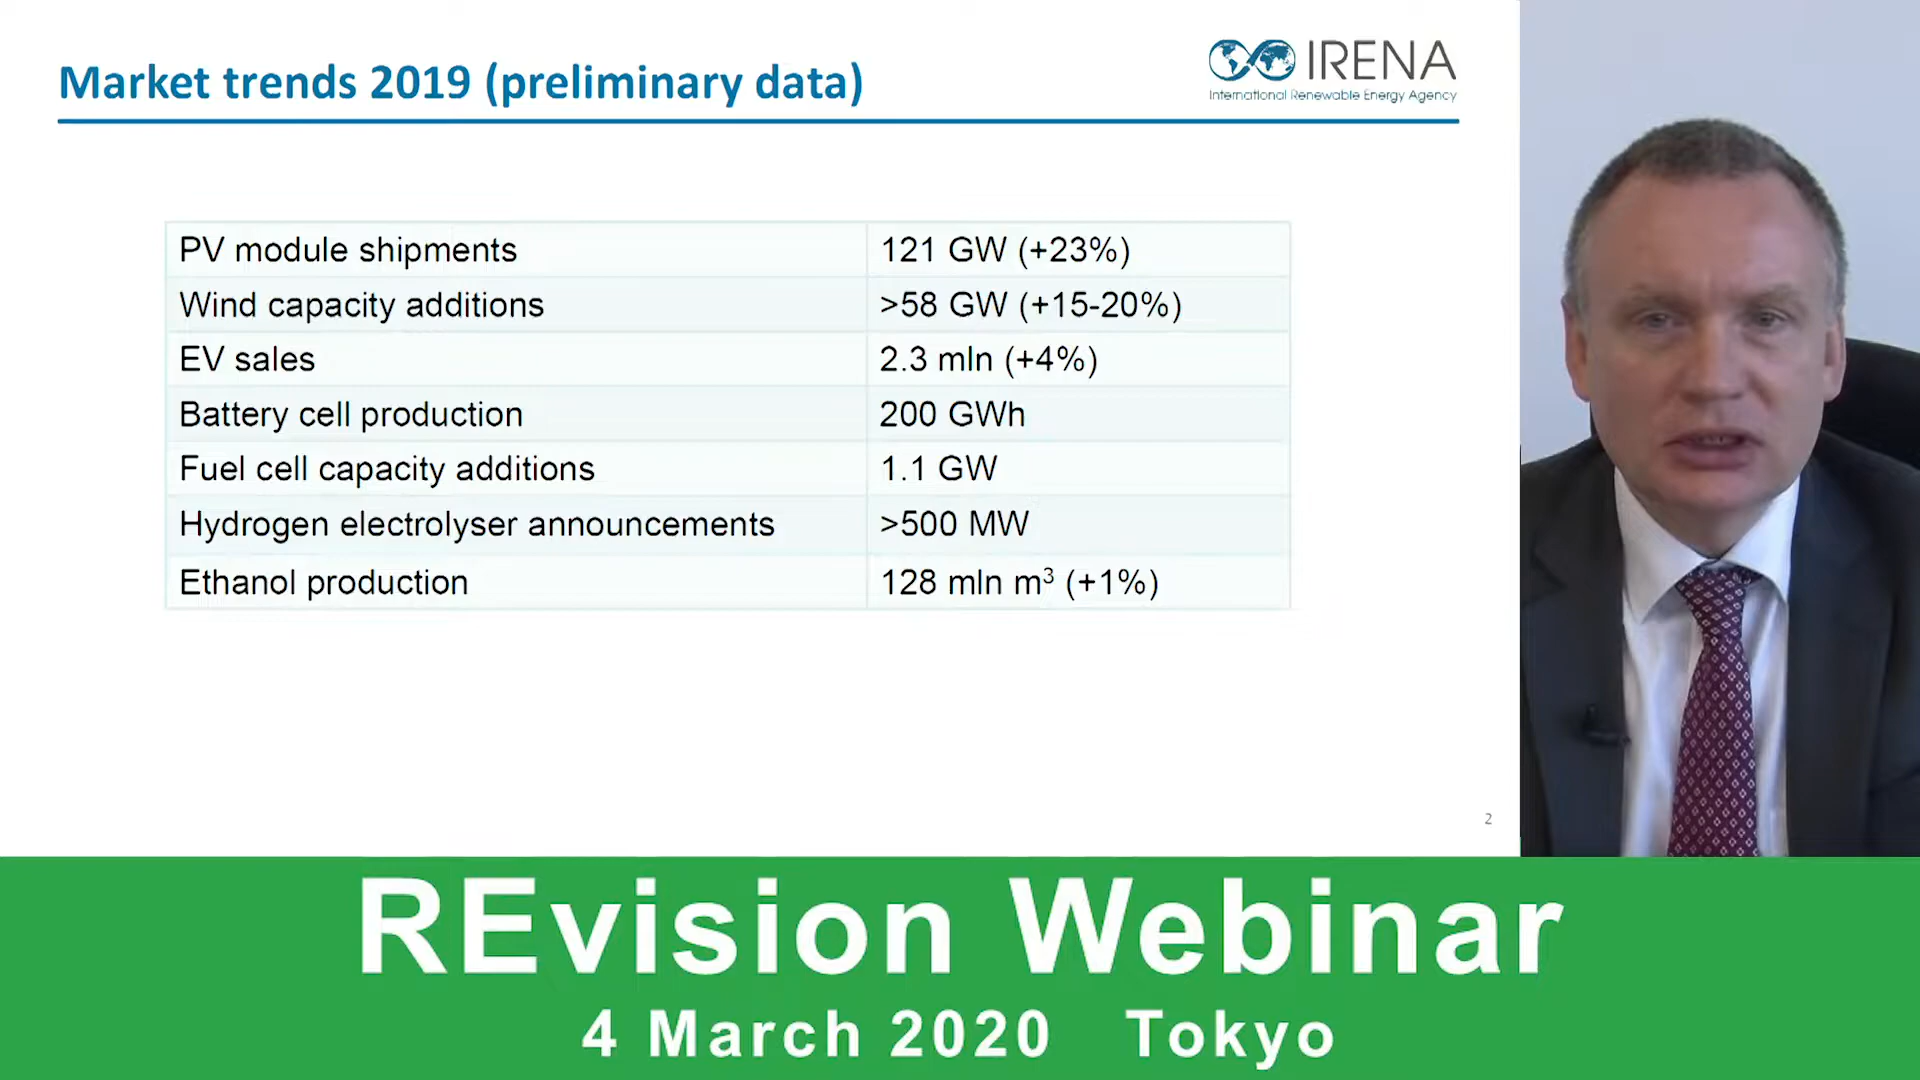 Market trends 2019 (preliminary data)
IRENA
International Renewable Energy Agency
PV module shipments 121 GW (+23%)
Wind capacity additions >58 GW (+15-20%)
EV sales 2.3 mln (+4%)
Battery cell production 200 GWh
Fuel cell capacity additions 1.1 GW
Hydrogen electrolyser announcements >500 MW
Ethanol production 128 mln m³ (+1%)
2
REvision Webinar
4 March 2020 Tokyo